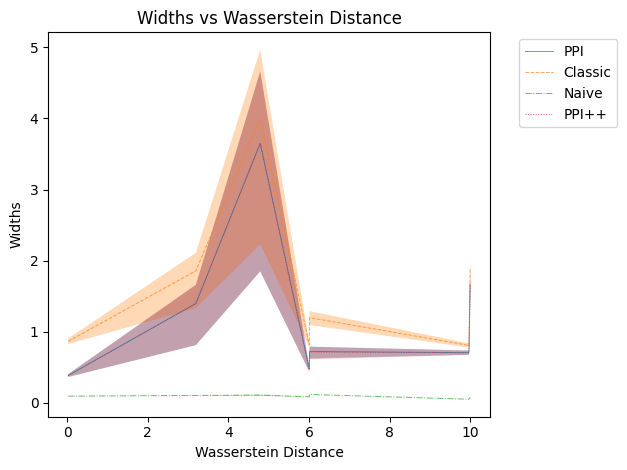 Widths vs Wasserstein Distance
PPI
Classic
Naive
PPI++
5
4
3
2
1
0
Widths
0 2 4 6 8 10
Wasserstein Distance